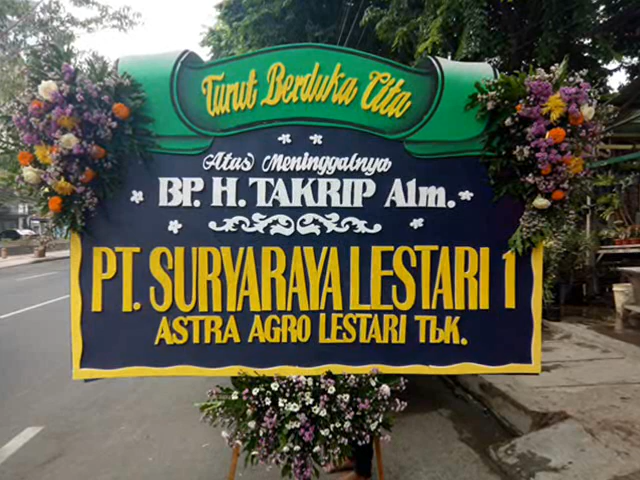 Turut Berduka Cita
Atas Meninggalnya
BP. H. TAKRIP Alm.
PT. SURYARAYA LESTARI 1
ASTRA AGRO LESTARI Tbk.